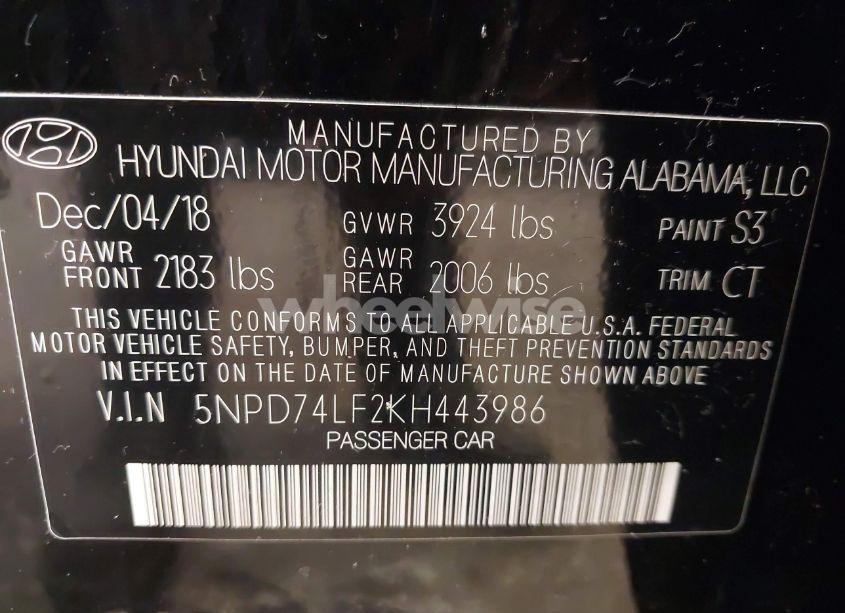 MANUFACTURED BY
HYUNDAI MOTOR MANUFACTURING ALABAMA, LLC
Dec/04/18 GVWR 3924 lbs PAINT S3
GAWR FRONT 2183 lbs GAWR REAR 2006 lbs TRIM CT
wheelwise
THIS VEHICLE CONFORMS TO ALL APPLICABLE U.S.A. FEDERAL
MOTOR VEHICLE SAFETY, BUMPER, AND THEFT PREVENTION STANDARDS
IN EFFECT ON THE DATE OF MANUFACTURE SHOWN ABOVE
V.I.N 5NPD74LF2KH443986
PASSENGER CAR